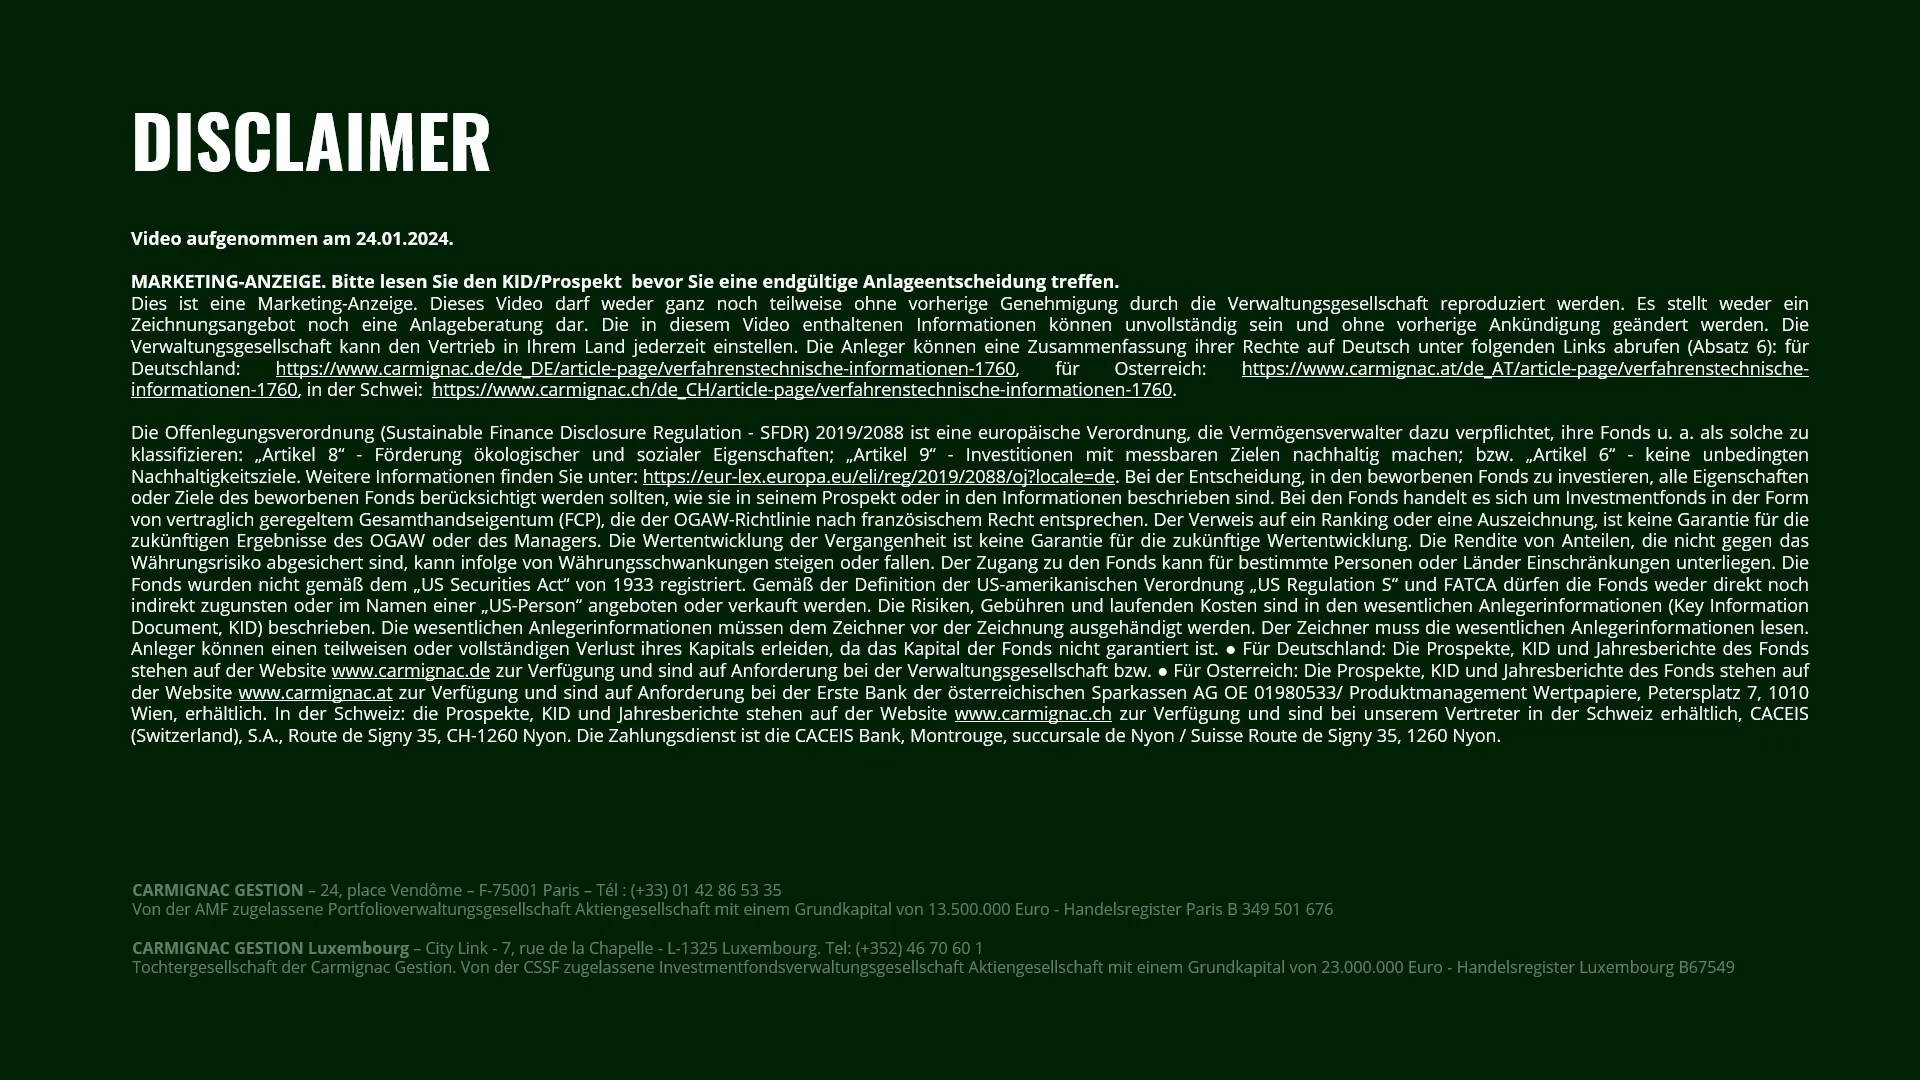 DISCLAIMER
Video aufgenommen am 24.01.2024.
MARKETING-ANZEIGE. Bitte lesen Sie den KID/Prospekt  bevor Sie eine endgültige Anlageentscheidung treffen.
Dies ist eine Marketing-Anzeige. Dieses Video darf weder ganz noch teilweise ohne vorherige Genehmigung durch die Verwaltungsgesellschaft reproduziert werden. Es stellt weder ein
Zeichnungsangebot noch eine Anlageberatung dar. Die in diesem Video enthaltenen Informationen können unvollständig sein und ohne vorherige Ankündigung geändert werden. Die
Verwaltungsgesellschaft kann den Vertrieb in Ihrem Land jederzeit einstellen. Die Anleger können eine Zusammenfassung ihrer Rechte auf Deutsch unter folgenden Links abrufen (Absatz 6): für
Deutschland: https://www.carmignac.de/de_DE/article-page/verfahrenstechnische-informationen-1760, für Osterreich: https://www.carmignac.at/de_AT/article-page/verfahrenstechnische-
informationen-1760, in der Schwei:  https://www.carmignac.ch/de_CH/article-page/verfahrenstechnische-informationen-1760.
Die Offenlegungsverordnung (Sustainable Finance Disclosure Regulation - SFDR) 2019/2088 ist eine europäische Verordnung, die Vermögensverwalter dazu verpflichtet, ihre Fonds u. a. als solche zu
klassifizieren: „Artikel 8“ - Förderung ökologischer und sozialer Eigenschaften; „Artikel 9“ - Investitionen mit messbaren Zielen nachhaltig machen; bzw. „Artikel 6“ - keine unbedingten
Nachhaltigkeitsziele. Weitere Informationen finden Sie unter: https://eur-lex.europa.eu/eli/reg/2019/2088/oj?locale=de. Bei der Entscheidung, in den beworbenen Fonds zu investieren, alle Eigenschaften
oder Ziele des beworbenen Fonds berücksichtigt werden sollten, wie sie in seinem Prospekt oder in den Informationen beschrieben sind. Bei den Fonds handelt es sich um Investmentfonds in der Form
von vertraglich geregeltem Gesamthandseigentum (FCP), die der OGAW-Richtlinie nach französischem Recht entsprechen. Der Verweis auf ein Ranking oder eine Auszeichnung, ist keine Garantie für die
zukünftigen Ergebnisse des OGAW oder des Managers. Die Wertentwicklung der Vergangenheit ist keine Garantie für die zukünftige Wertentwicklung. Die Rendite von Anteilen, die nicht gegen das
Währungsrisiko abgesichert sind, kann infolge von Währungsschwankungen steigen oder fallen. Der Zugang zu den Fonds kann für bestimmte Personen oder Länder Einschränkungen unterliegen. Die
Fonds wurden nicht gemäß dem „US Securities Act“ von 1933 registriert. Gemäß der Definition der US-amerikanischen Verordnung „US Regulation S“ und FATCA dürfen die Fonds weder direkt noch
indirekt zugunsten oder im Namen einer „US-Person“ angeboten oder verkauft werden. Die Risiken, Gebühren und laufenden Kosten sind in den wesentlichen Anlegerinformationen (Key Information
Document, KID) beschrieben. Die wesentlichen Anlegerinformationen müssen dem Zeichner vor der Zeichnung ausgehändigt werden. Der Zeichner muss die wesentlichen Anlegerinformationen lesen.
Anleger können einen teilweisen oder vollständigen Verlust ihres Kapitals erleiden, da das Kapital der Fonds nicht garantiert ist. ● Für Deutschland: Die Prospekte, KID und Jahresberichte des Fonds
stehen auf der Website www.carmignac.de zur Verfügung und sind auf Anforderung bei der Verwaltungsgesellschaft bzw. ● Für Osterreich: Die Prospekte, KID und Jahresberichte des Fonds stehen auf
der Website www.carmignac.at zur Verfügung und sind auf Anforderung bei der Erste Bank der österreichischen Sparkassen AG OE 01980533/ Produktmanagement Wertpapiere, Petersplatz 7, 1010
Wien, erhältlich. In der Schweiz: die Prospekte, KID und Jahresberichte stehen auf der Website www.carmignac.ch zur Verfügung und sind bei unserem Vertreter in der Schweiz erhältlich, CACEIS
(Switzerland), S.A., Route de Signy 35, CH-1260 Nyon. Die Zahlungsdienst ist die CACEIS Bank, Montrouge, succursale de Nyon / Suisse Route de Signy 35, 1260 Nyon.
CARMIGNAC GESTION – 24, place Vendôme – F-75001 Paris – Tél : (+33) 01 42 86 53 35
Von der AMF zugelassene Portfolioverwaltungsgesellschaft Aktiengesellschaft mit einem Grundkapital von 13.500.000 Euro - Handelsregister Paris B 349 501 676
CARMIGNAC GESTION Luxembourg – City Link - 7, rue de la Chapelle - L-1325 Luxembourg. Tel: (+352) 46 70 60 1
Tochtergesellschaft der Carmignac Gestion. Von der CSSF zugelassene Investmentfondsverwaltungsgesellschaft Aktiengesellschaft mit einem Grundkapital von 23.000.000 Euro - Handelsregister Luxembourg B67549